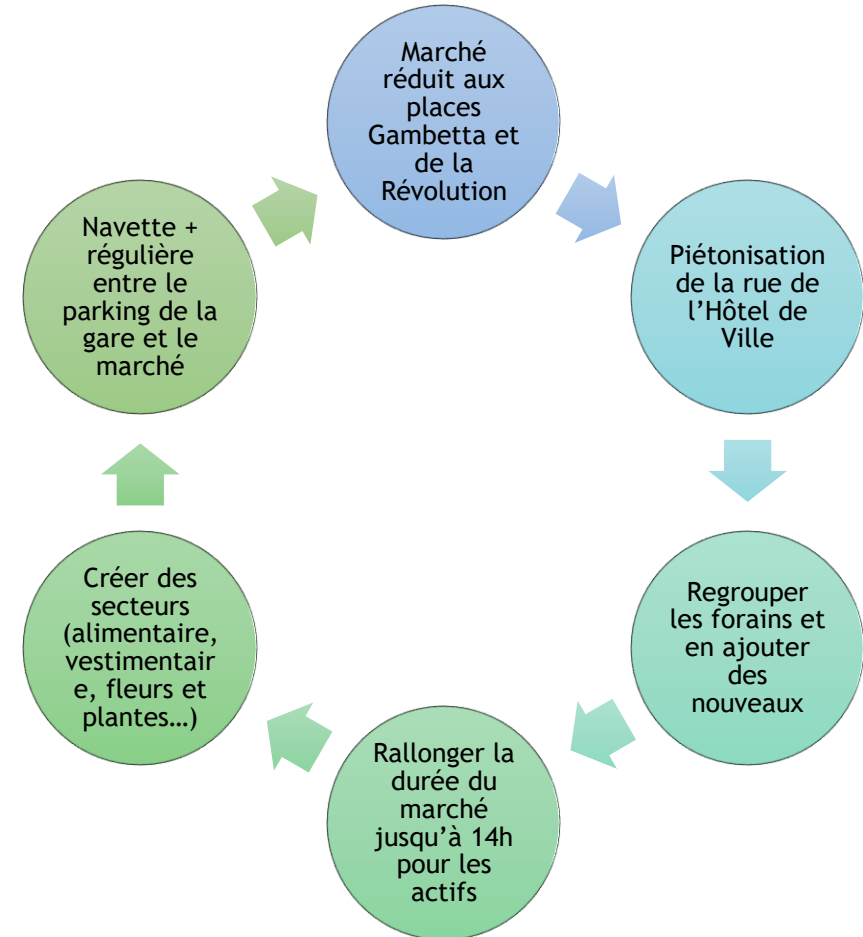 Marché
réduit aux
places
Gambetta et
de la
Révolution
Piétonisation
de la rue de
l’Hôtel de
Ville
Regrouper
les forains et
en ajouter
des
nouveaux
Rallonger la
durée du
marché
jusqu’à 14h
pour les
actifs
Créer des
secteurs
(alimentaire,
vestimentair
e, fleurs et
plantes…)
Navette +
régulière
entre le
parking de la
gare et le
marché